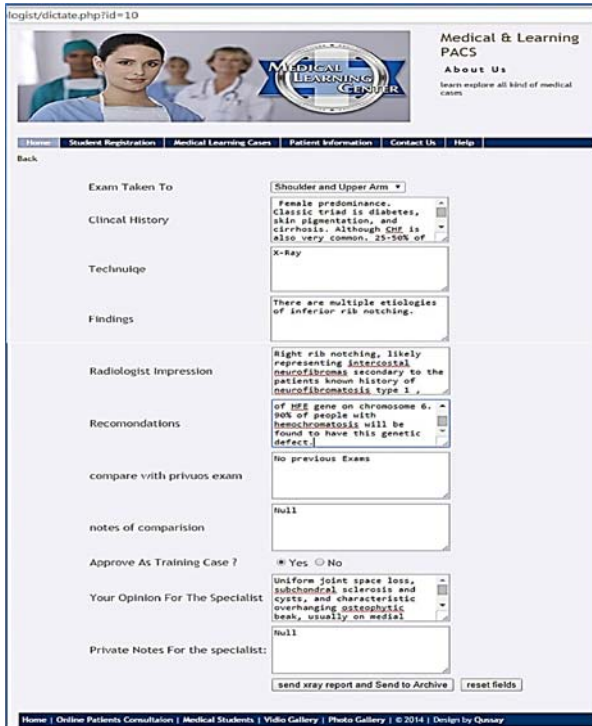 ologist/dictate.php?id=10
MEDICAL
LEARNING
CENTER
Medical & Learning
PACS
About Us
learn explore all kind of medical
cases
Home Student Registration Medical Learning Cases Patient Information Contact Us Help
Back
Exam Taken To Shoulder and Upper Arm
Clincal History
Female predominance.
Classic triad is diabetes,
skin pigmentation, and
cirrhosis. Although CHF is
also very common. 25-50% of
Technuiqe
X-Ray
Findings
There are multiple etiologies
of inferior rib notching.
Radiologist Impression
Right rib notching, likely
representing intercostal
neurofibromas secondary to the
patients known history of
neurofibromatosis type 1 ,
Recomondations
of HFE gene on chromosome 6.
90% of people with
hemochromatosis will be
found to have this genetic
defect.
compare with privuos exam
No previous Exams
notes of comparision
Null
Approve As Training Case ? Yes No
Your Opinion For The Specialist
Uniform joint space loss,
subchondral sclerosis and
cysts, and characteristic
overhanging osteophytic
beak, usually on medial
Private Notes For the specialist:
Null
send xray report and Send to Archive reset fields
Home | Online Patients Consultaion | Medical Students | Vidio Gallery | Photo Gallery | © 2014 | Design by Qussay